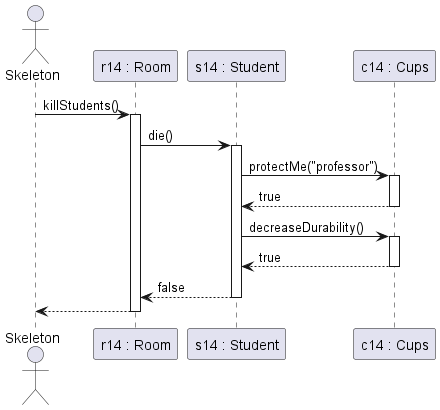 Skeleton
r14 : Room
s14 : Student
c14 : Cups
killStudents()
die()
protectMe("professor")
true
decreaseDurability()
true
false
Skeleton
r14 : Room
s14 : Student
c14 : Cups